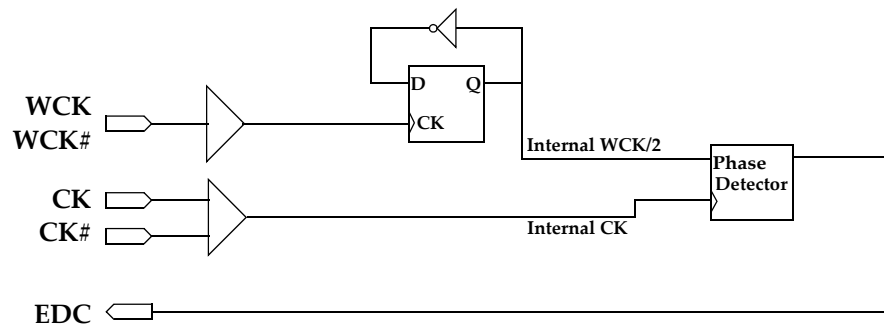 D Q
CK
WCK
WCK#
Internal WCK/2
Phase
Detector
CK
CK#
Internal CK
EDC